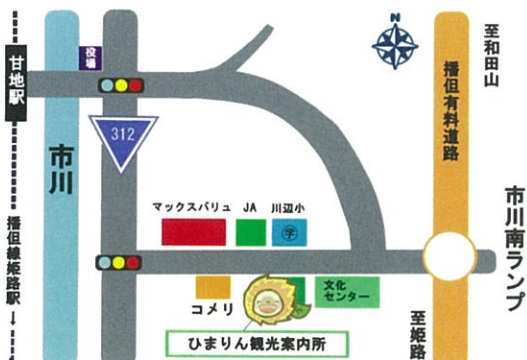 N
至和田山
役場
甘地駅
播但有料道路
312
市川
市川南ランプ
マックスバリュ
JA
川辺小
学
播但線姫路駅→
コメリ
文化
センター
至姫路
ひまりん観光案内所